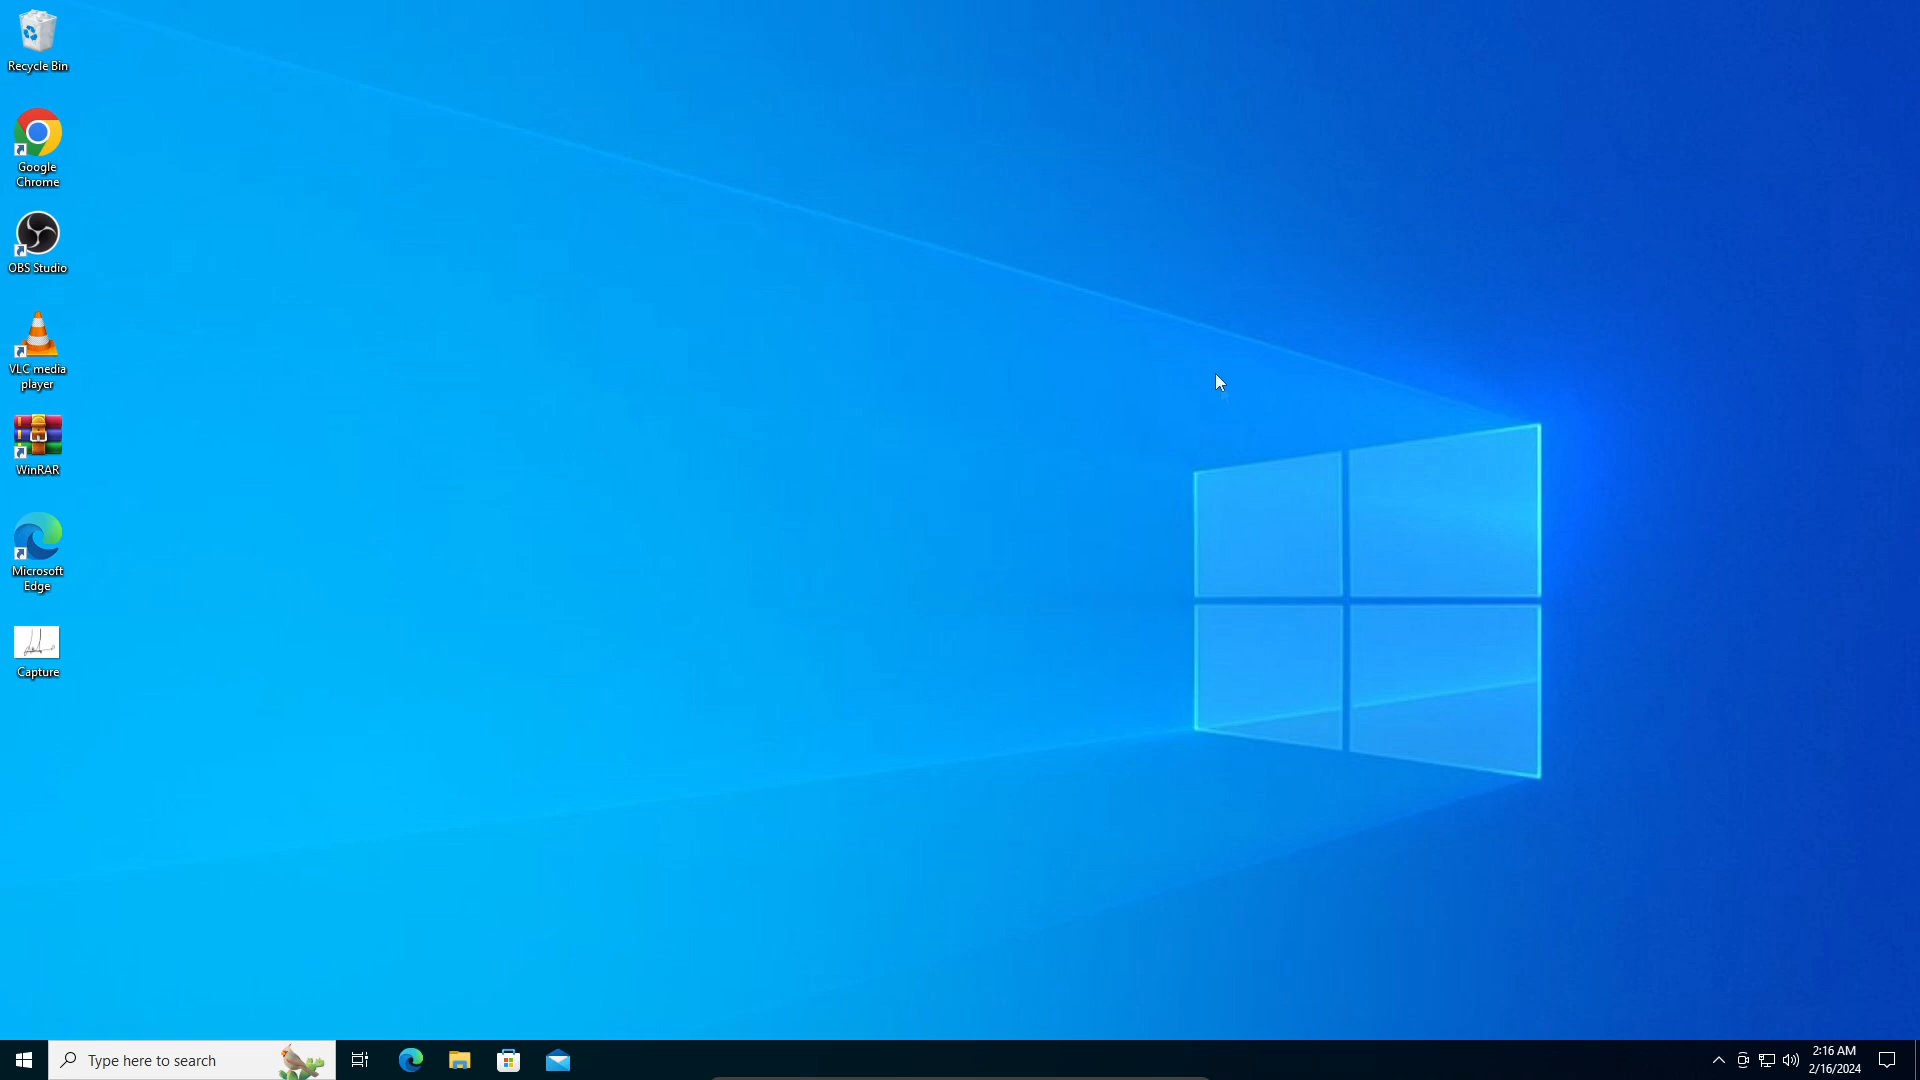 Recycle Bin
Google
Chrome
OBS Studio
VLC media
player
WinRAR
Microsoft
Edge
Capture
Type here to search
2:16 AM
2/16/2024